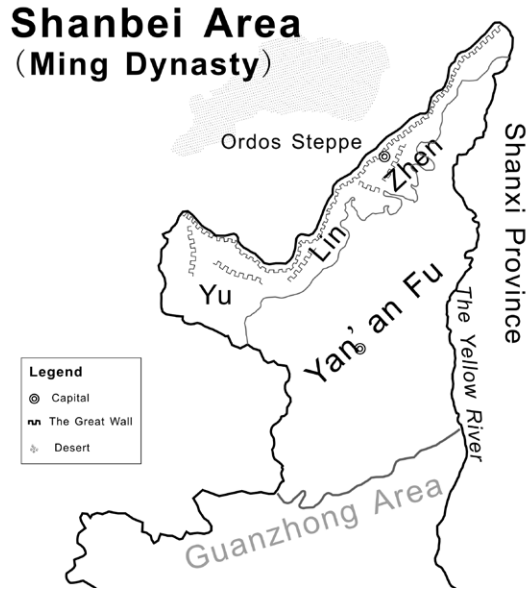 Shanbei Area
（Ming Dynasty）
Ordos Steppe
Zhen
Lin
Yu
Yan' an Fu
Shanxi Province
The Yellow River
Guanzhong Area
Legend
Capital
The Great Wall
Desert